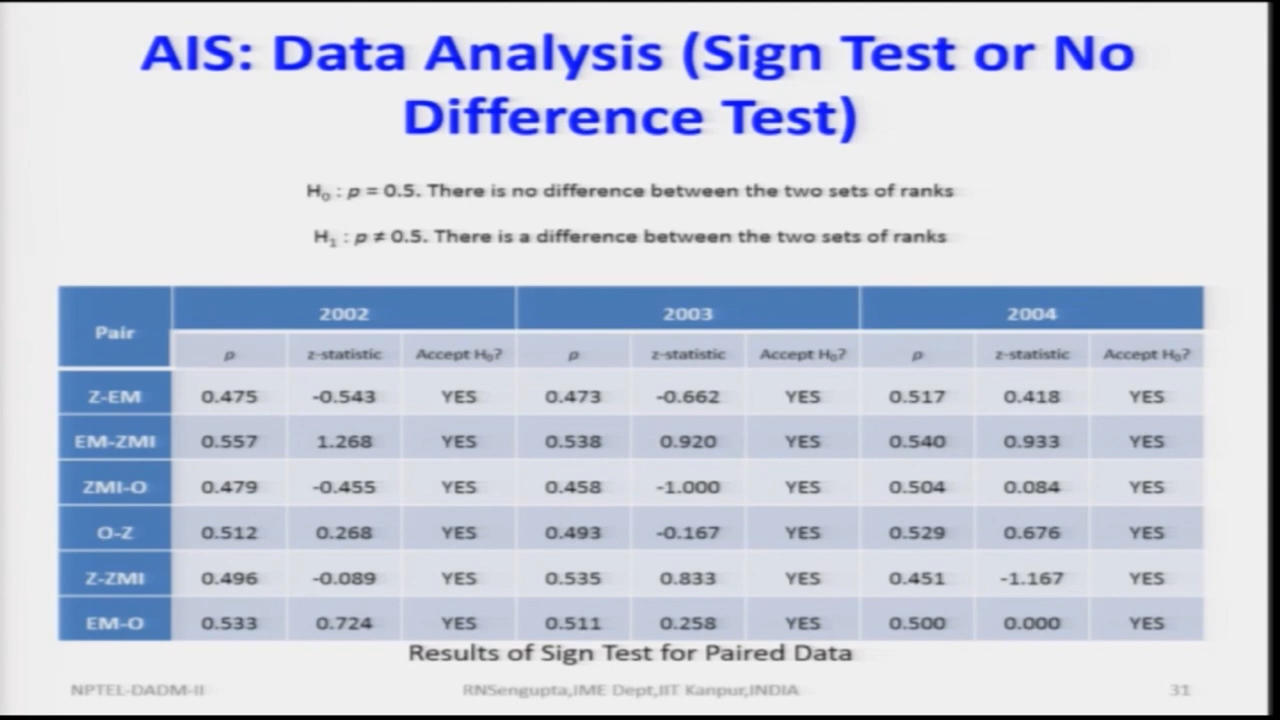 AIS: Data Analysis (Sign Test or No
Difference Test)
H₀ : p = 0.5. There is no difference between the two sets of ranks
H₁ : p ≠ 0.5. There is a difference between the two sets of ranks
Pair 2002 2003 2004
p z-statistic Accept H₀? p z-statistic Accept H₀? p z-statistic Accept H₀?
Z-EM 0.475 -0.543 YES 0.473 -0.662 YES 0.517 0.418 YES
EM-ZMI 0.557 1.268 YES 0.538 0.920 YES 0.540 0.933 YES
ZMI-O 0.479 -0.455 YES 0.458 -1.000 YES 0.504 0.084 YES
O-Z 0.512 0.268 YES 0.493 -0.167 YES 0.529 0.676 YES
Z-ZMI 0.496 -0.089 YES 0.535 0.833 YES 0.451 -1.167 YES
EM-O 0.533 0.724 YES 0.511 0.258 YES 0.500 0.000 YES
Results of Sign Test for Paired Data
NPTEL-DADM-II RNSengupta,IME Dept,IIT Kanpur,INDIA 31